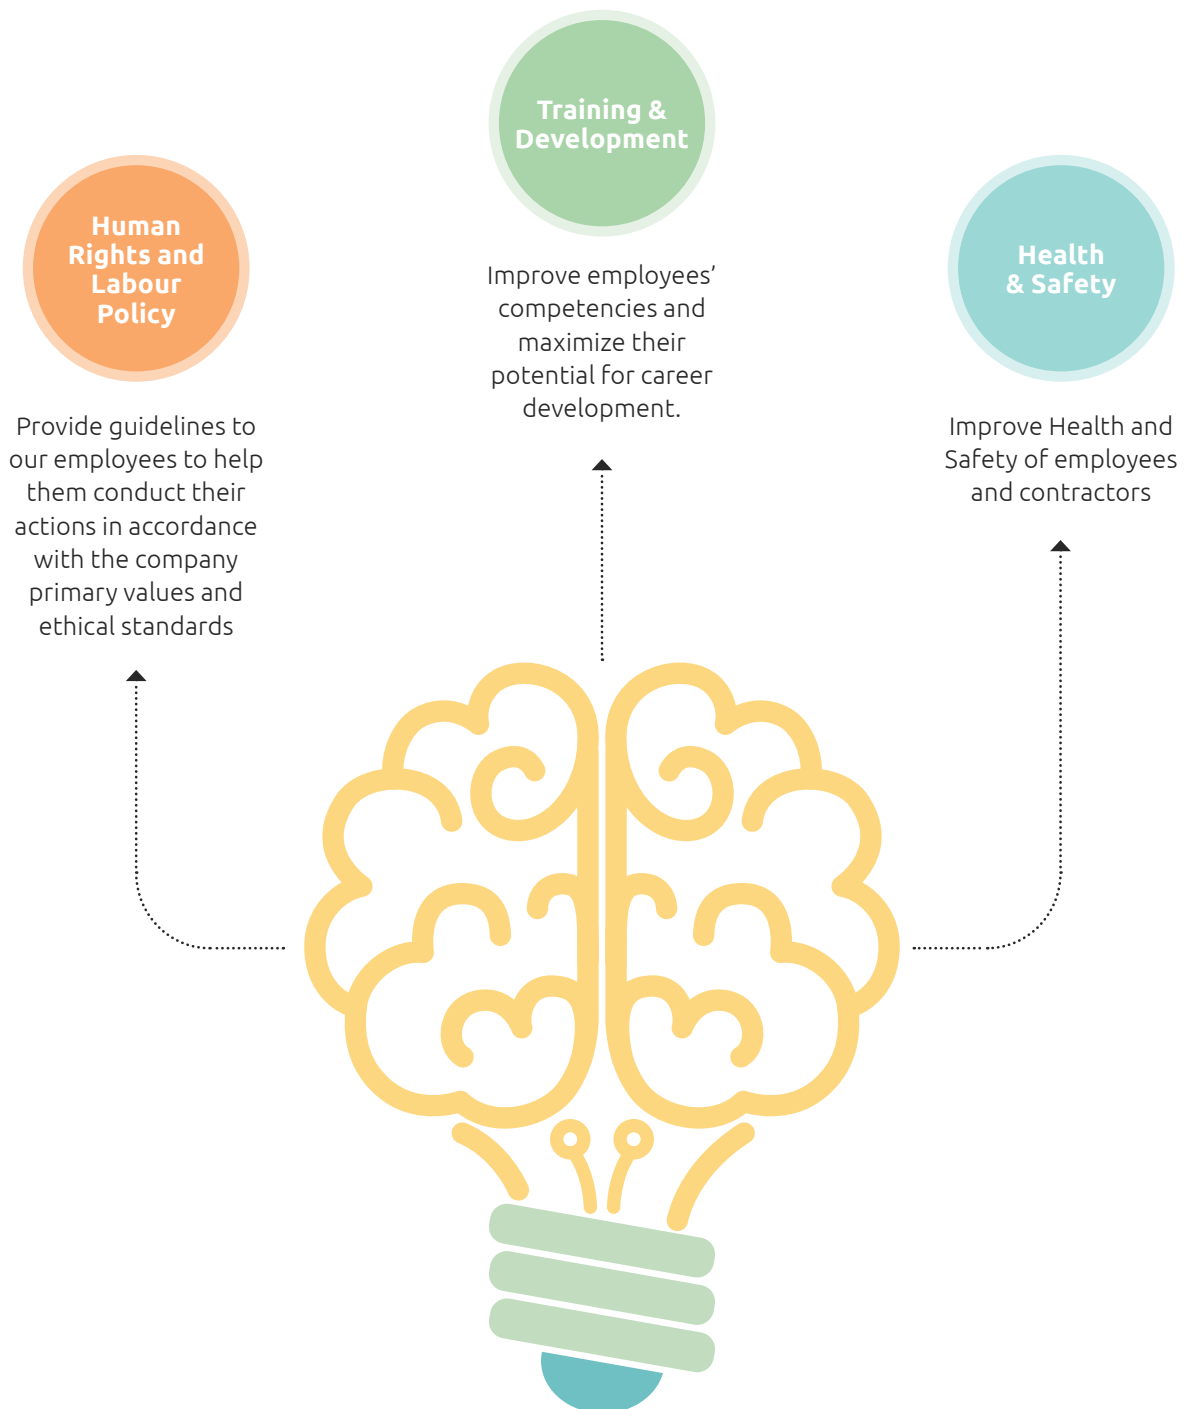 Training &
Development
Improve employees’
competencies and
maximize their
potential for career
development.
Human
Rights and
Labour
Policy
Provide guidelines to
our employees to help
them conduct their
actions in accordance
with the company
primary values and
ethical standards
Health
& Safety
Improve Health and
Safety of employees
and contractors